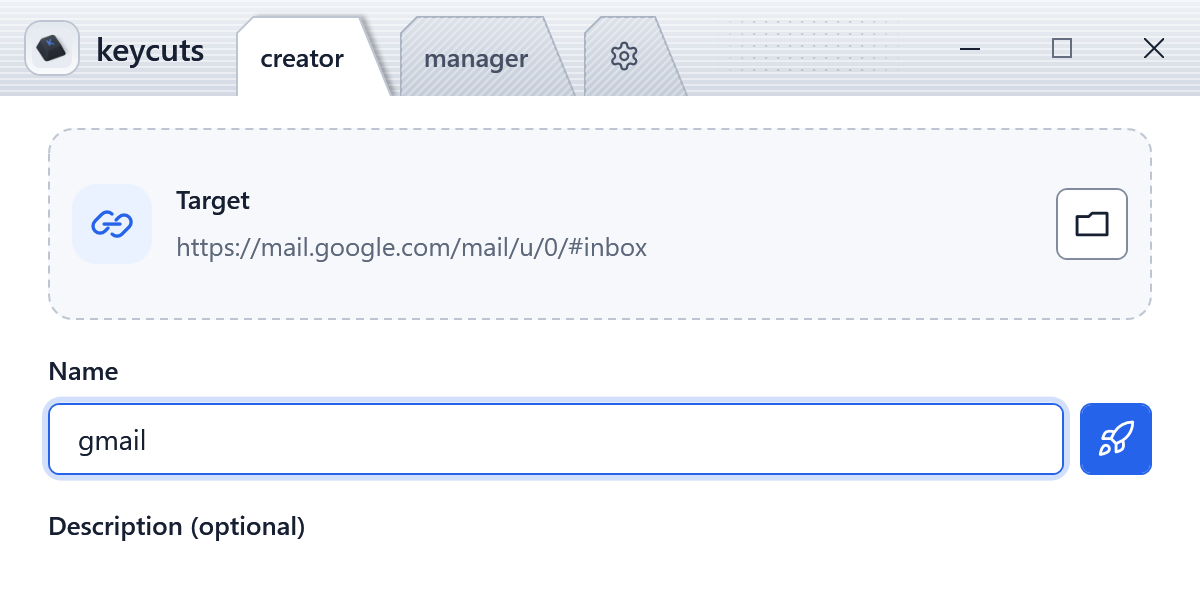 keycuts
creator
manager
Target
https://mail.google.com/mail/u/0/#inbox
Name
gmail
Description (optional)